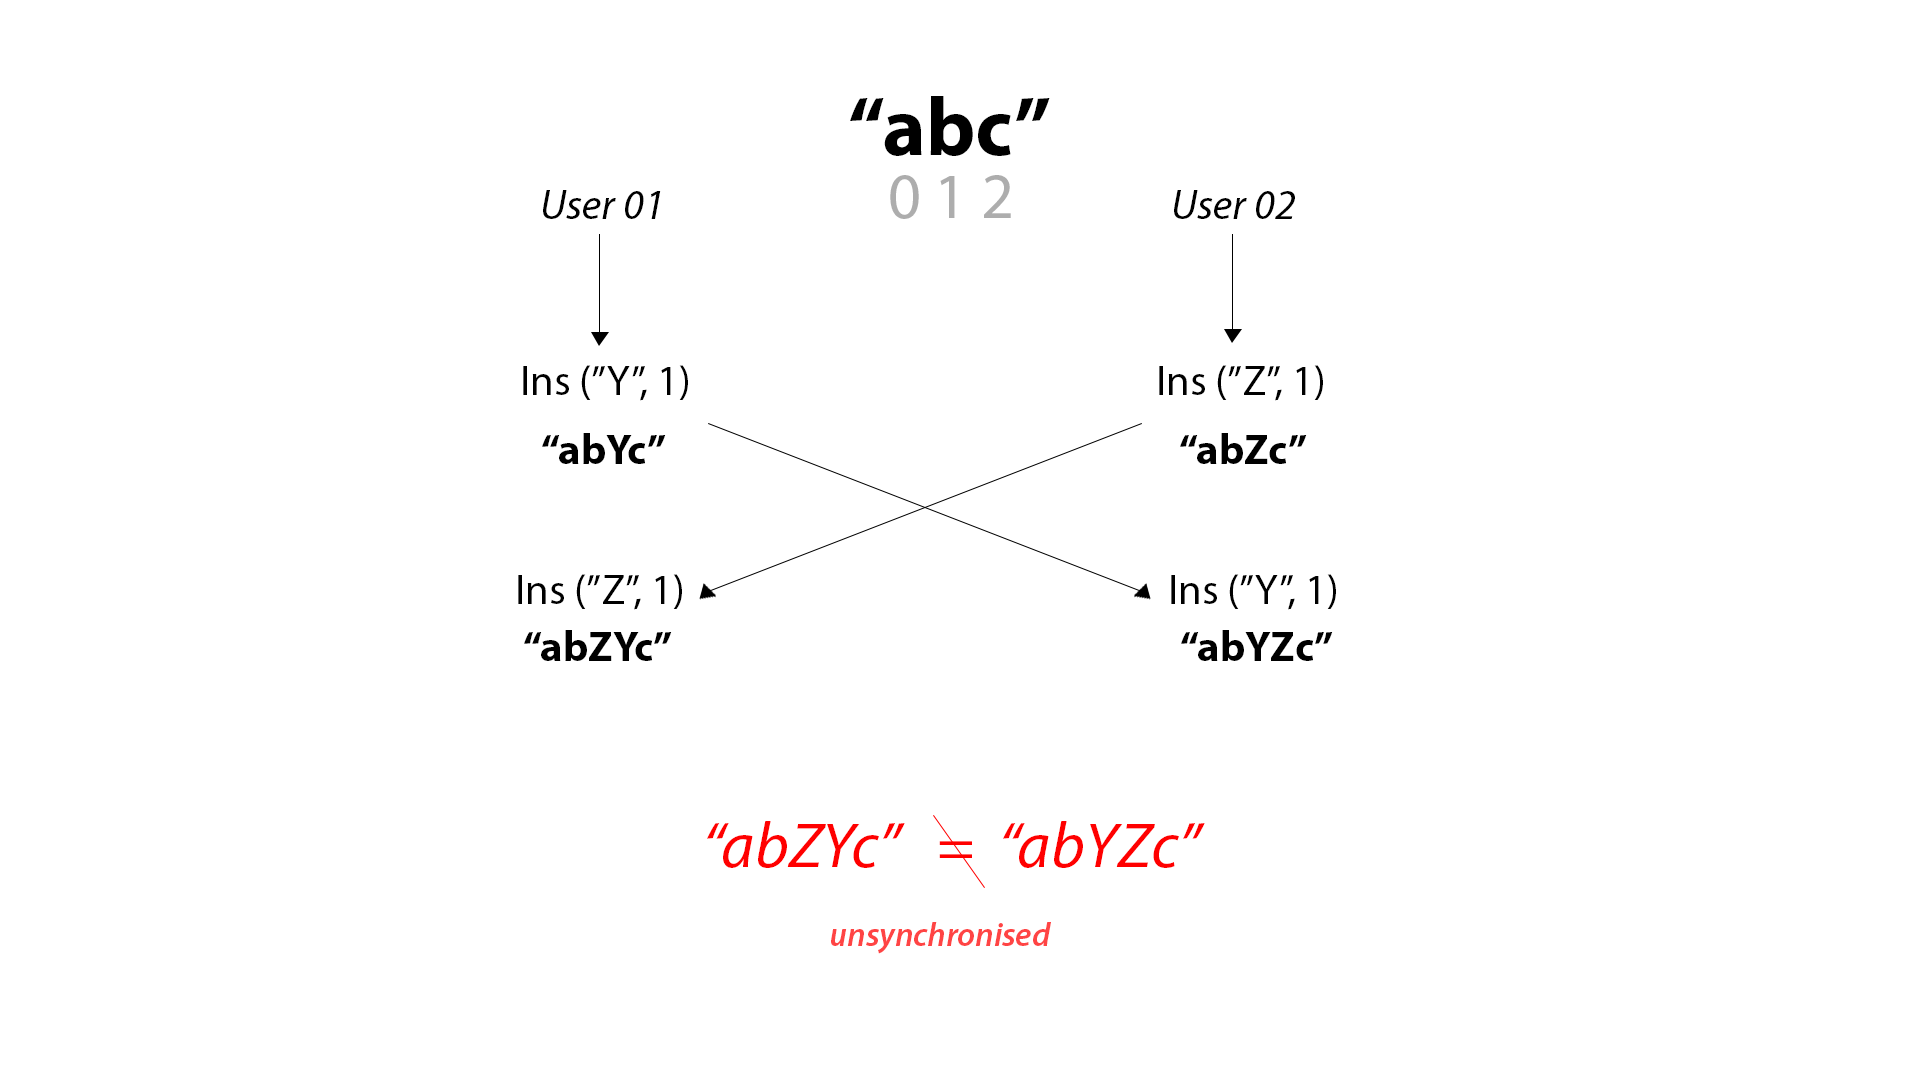 “abc”
0 1 2
User 01
User 02
Ins (”Y”, 1)
Ins (”Z”, 1)
“abYc”
“abZc”
Ins (”Z”, 1)
Ins (”Y”, 1)
“abZYc”
“abYZc”
“abZYc” ≠ “abYZc”
unsynchronised